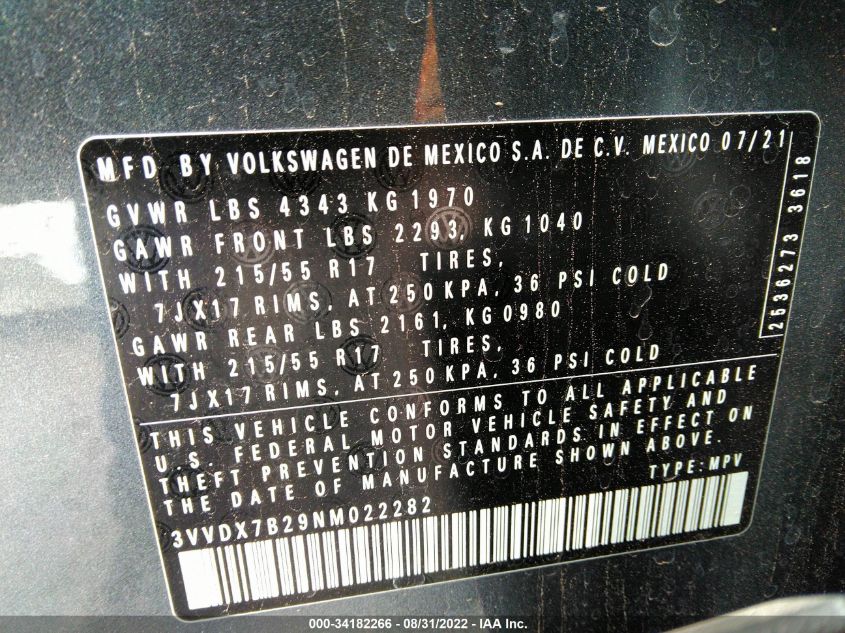 MFD BY VOLKSWAGEN DE MEXICO S.A. DE C.V. MEXICO 07/21
GVWR LBS 4343 KG 1970
GAWR FRONT LBS 2293, KG 1040
WITH 215/55 R17 TIRES,
7JX17 RIMS, AT 250 KPA, 36 PSI COLD
GAWR REAR LBS 2161, KG 0980
WITH 215/55 R17 TIRES,
7JX17 RIMS, AT 250 KPA, 36 PSI COLD
2636273 3618
THIS VEHICLE CONFORMS TO ALL APPLICABLE
U.S. FEDERAL MOTOR VEHICLE SAFETY AND
THEFT PREVENTION STANDARDS IN EFFECT ON
THE DATE OF MANUFACTURE SHOWN ABOVE.
TYPE: MPV
3VVDX7B29NM022282
000-34182266 - 08/31/2022 - IAA Inc.